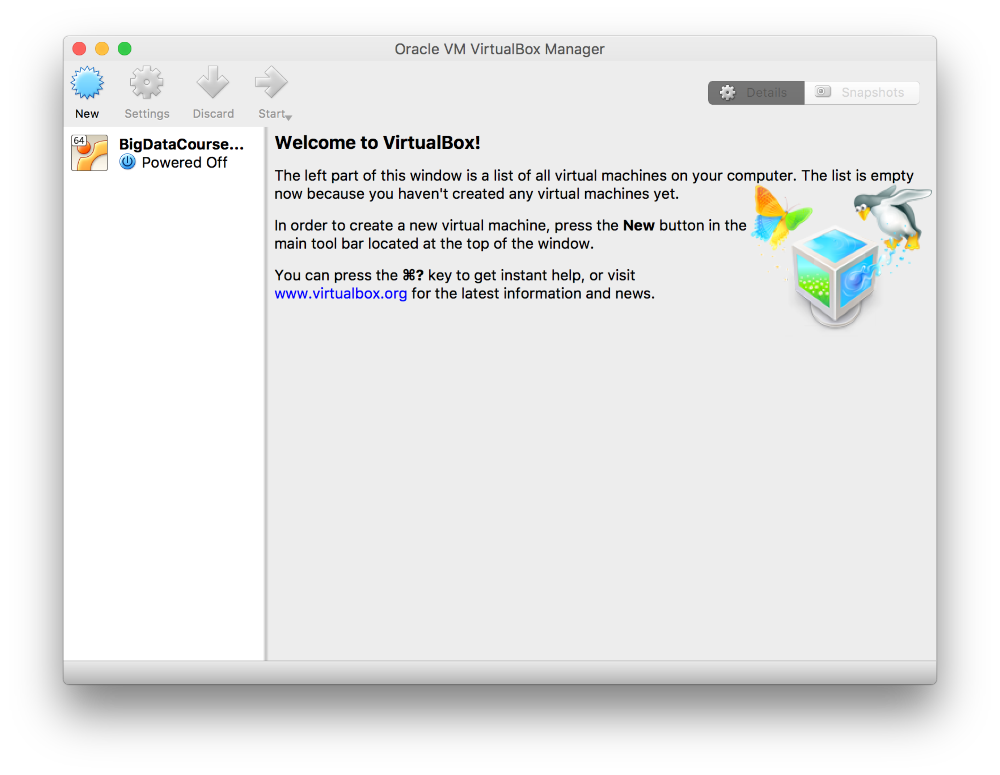 Oracle VM VirtualBox Manager
New
Settings
Discard
Start
Details
Snapshots
64
BigDataCourse...
Powered Off
Welcome to VirtualBox!
The left part of this window is a list of all virtual machines on your computer. The list is empty
now because you haven't created any virtual machines yet.
In order to create a new virtual machine, press the New button in the
main tool bar located at the top of the window.
You can press the ⌘? key to get instant help, or visit
www.virtualbox.org for the latest information and news.